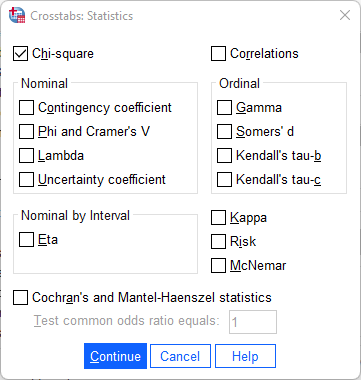 Crosstabs: Statistics
Chi-square
Correlations
Nominal
Contingency coefficient
Phi and Cramer's V
Lambda
Uncertainty coefficient
Ordinal
Gamma
Somers' d
Kendall's tau-b
Kendall's tau-c
Nominal by Interval
Eta
Kappa
Risk
McNemar
Cochran's and Mantel-Haenszel statistics
Test common odds ratio equals: 1
Continue Cancel Help